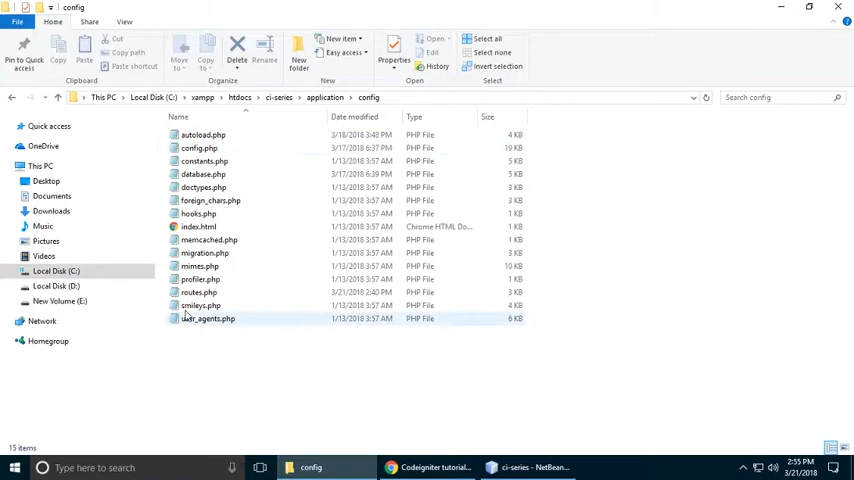 config
File Home Share View
Pin to Quick access
Copy
Paste
Cut
Copy path
Paste shortcut
Clipboard
Move to
Copy to
Delete
Rename
Organize
New folder
New item
Easy access
New
Properties
Open
Edit
History
Open
Select all
Select none
Invert selection
Select
This PC Local Disk (C:) xampp htdocs ci-series application config
Search config
Name Date modified Type Size
Quick access
OneDrive
This PC
Desktop
Documents
Downloads
Music
Pictures
Videos
Local Disk (C:)
Local Disk (D:)
New Volume (E:)
Network
Homegroup
autoload.php 3/18/2018 3:48 PM PHP File 4 KB
config.php 3/17/2018 6:37 PM PHP File 19 KB
constants.php 1/13/2018 3:57 AM PHP File 5 KB
database.php 3/17/2018 6:39 PM PHP File 5 KB
doctypes.php 1/13/2018 3:57 AM PHP File 3 KB
foreign_chars.php 1/13/2018 3:57 AM PHP File 3 KB
hooks.php 1/13/2018 3:57 AM PHP File 1 KB
index.html 1/13/2018 3:57 AM Chrome HTML Do... 1 KB
memcached.php 1/13/2018 3:57 AM PHP File 1 KB
migration.php 1/13/2018 3:57 AM PHP File 3 KB
mimes.php 1/13/2018 3:57 AM PHP File 10 KB
profiler.php 1/13/2018 3:57 AM PHP File 1 KB
routes.php 3/21/2018 2:40 PM PHP File 3 KB
smileys.php 1/13/2018 3:57 AM PHP File 4 KB
user_agents.php 1/13/2018 3:57 AM PHP File 6 KB
15 items
Type here to search
config
Codeigniter tutorial...
ci-series - NetBean...
2:55 PM
3/21/2018